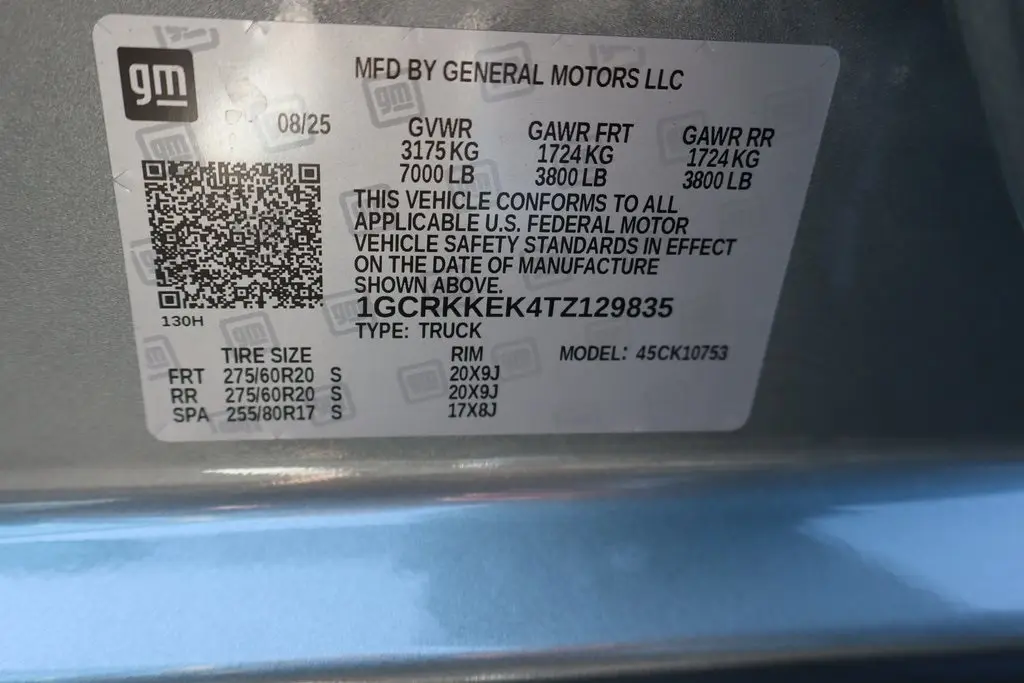 gm
MFD BY GENERAL MOTORS LLC
08/25
GVWR GAWR FRT GAWR RR
3175 KG 1724 KG 1724 KG
7000 LB 3800 LB 3800 LB
THIS VEHICLE CONFORMS TO ALL
APPLICABLE U.S. FEDERAL MOTOR
VEHICLE SAFETY STANDARDS IN EFFECT
ON THE DATE OF MANUFACTURE
SHOWN ABOVE.
1GCRKKEK4TZ129835
130H
TYPE: TRUCK
TIRE SIZE RIM MODEL: 45CK10753
FRT 275/60R20 S 20X9J
RR 275/60R20 S 20X9J
SPA 255/80R17 S 17X8J